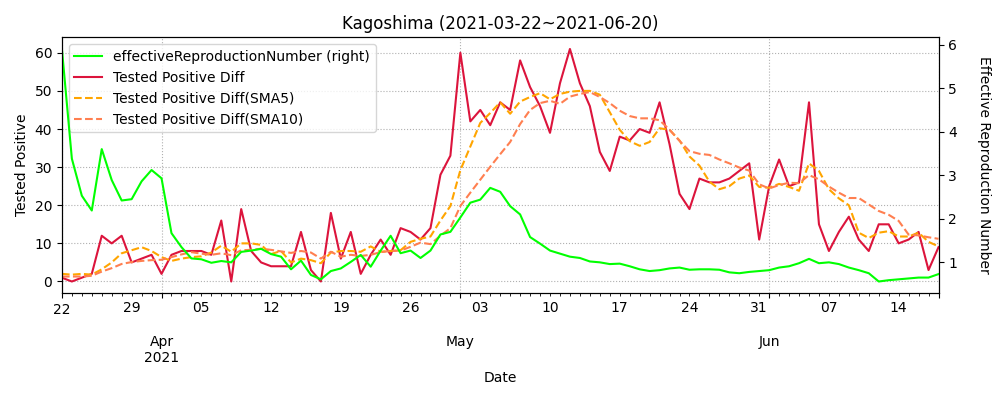 Kagoshima (2021-03-22~2021-06-20)
effectiveReproductionNumber (right)
Tested Positive Diff
Tested Positive Diff(SMA5)
Tested Positive Diff(SMA10)
Tested Positive
60
50
40
30
20
10
0
6
5
4
3
2
1
Effective Reproduction Number
22 29 05 12 19 26 03 10 17 24 31 07 14
Apr May Jun
2021
Date